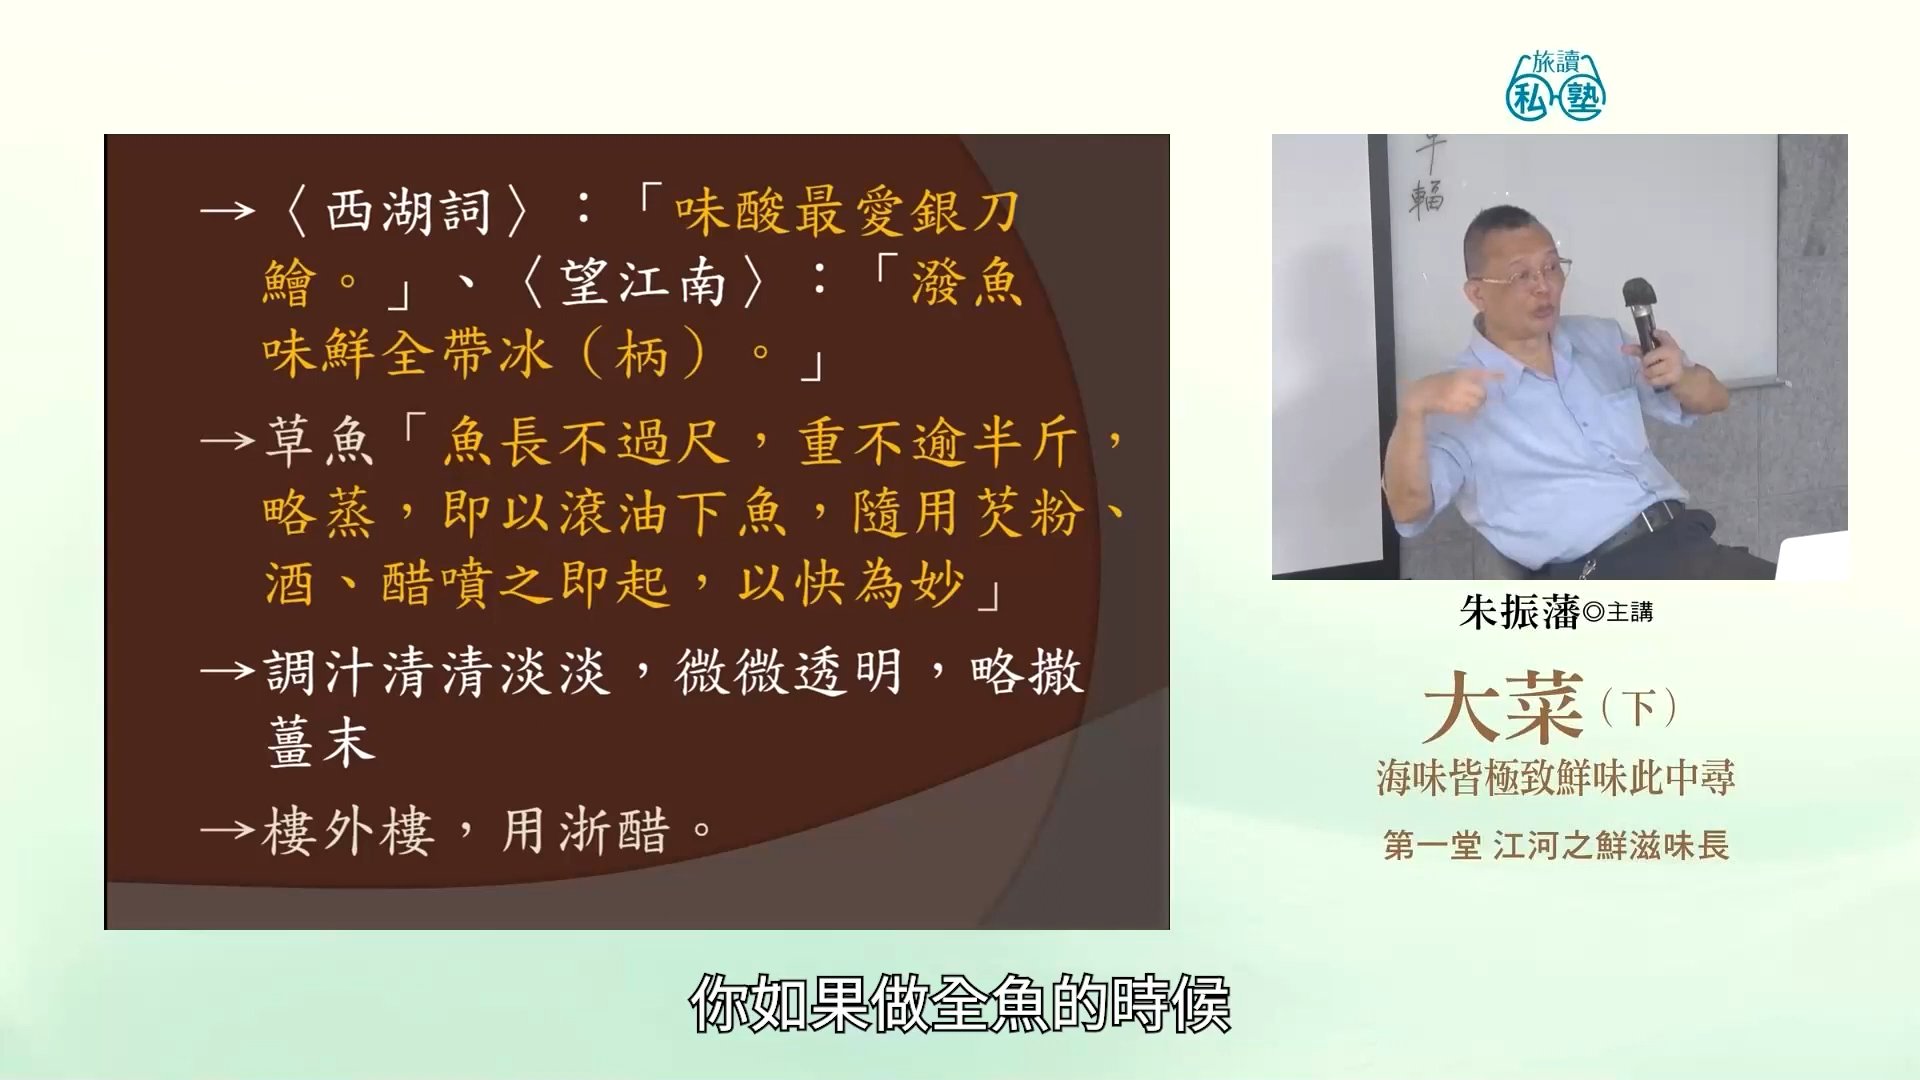 →〈西湖詞〉：「味酸最愛銀刀
鱠。」、〈望江南〉：「潑魚
味鮮全帶冰（柄）。」
→草魚「魚長不過尺，重不逾半斤，
略蒸，即以滾油下魚，隨用芡粉、
酒、醋噴之即起，以快為妙」
→調汁清清淡淡，微微透明，略撒
薑末
→樓外樓，用浙醋。
旅讀
私塾
輻
朱振藩◎主講
大菜（下）
海味皆極致鮮味此中尋
第一堂 江河之鮮滋味長
你如果做全魚的時候